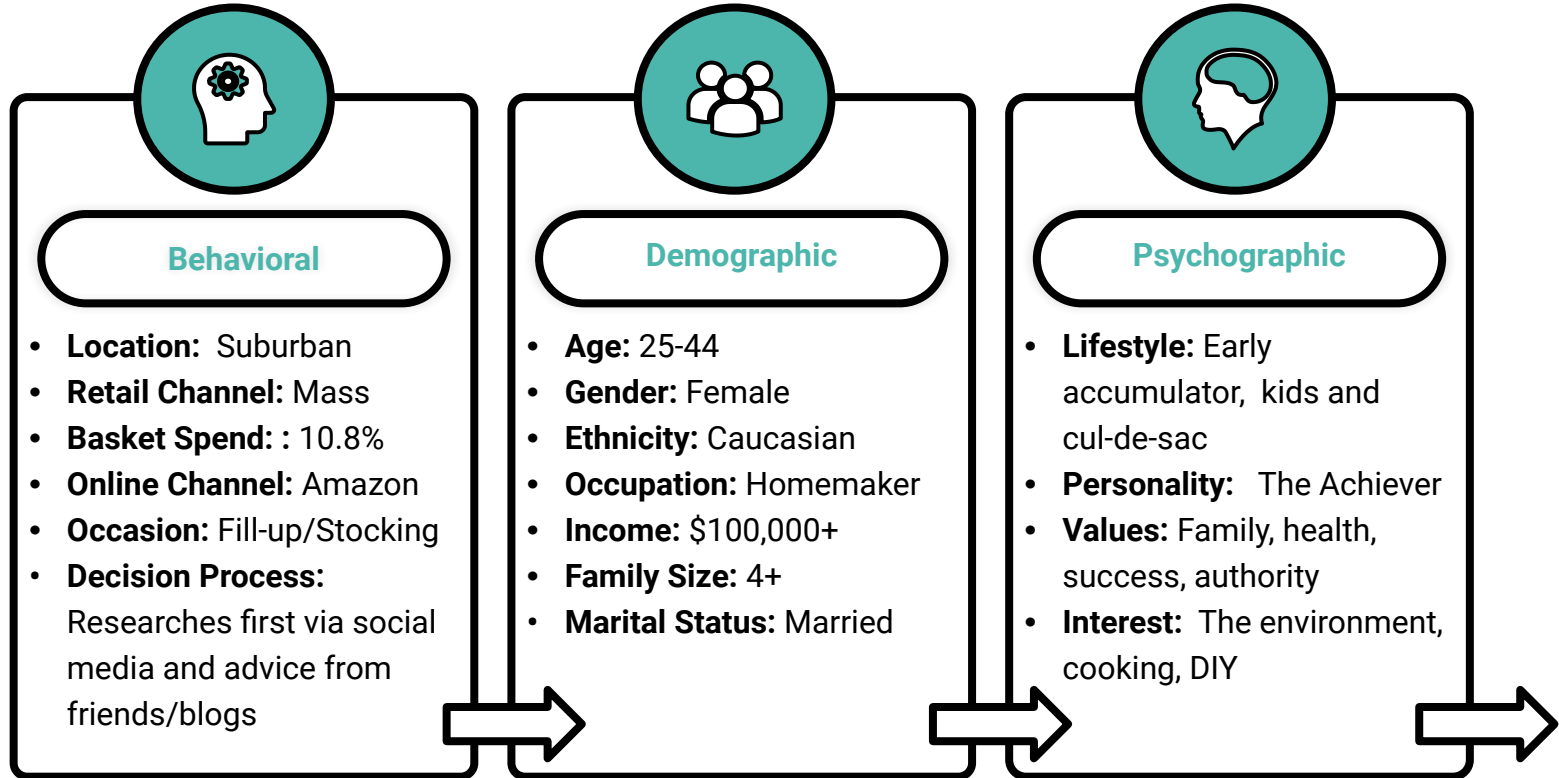 Behavioral
• Location:  Suburban
• Retail Channel: Mass
• Basket Spend: : 10.8%
• Online Channel: Amazon
• Occasion: Fill-up/Stocking
• Decision Process:
Researches first via social
media and advice from
friends/blogs
Demographic
• Age: 25-44
• Gender: Female
• Ethnicity: Caucasian
• Occupation: Homemaker
• Income: $100,000+
• Family Size: 4+
• Marital Status: Married
Psychographic
• Lifestyle: Early
accumulator,  kids and
cul-de-sac
• Personality:   The Achiever
• Values: Family, health,
success, authority
• Interest:  The environment,
cooking, DIY